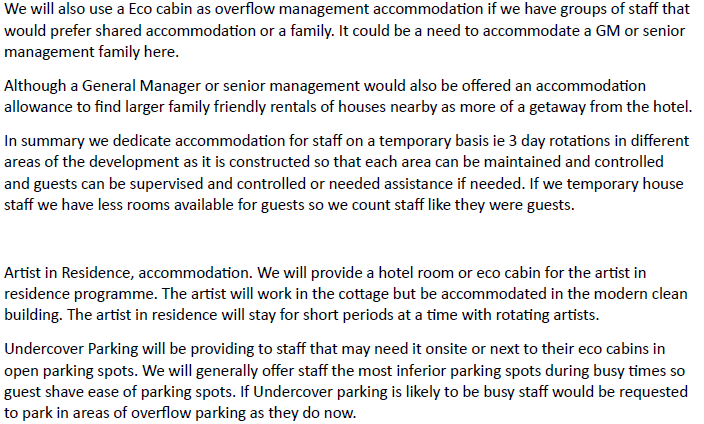 We will also use a Eco cabin as overflow management accommodation if we have groups of staff that
would prefer shared accommodation or a family. It could be a need to accommodate a GM or senior
management family here.
Although a General Manager or senior management would also be offered an accommodation
allowance to find larger family friendly rentals of houses nearby as more of a getaway from the hotel.
In summary we dedicate accommodation for staff on a temporary basis ie 3 day rotations in different
areas of the development as it is constructed so that each area can be maintained and controlled
and guests can be supervised and controlled or needed assistance if needed. If we temporary house
staff we have less rooms available for guests so we count staff like they were guests.
Artist in Residence, accommodation. We will provide a hotel room or eco cabin for the artist in
residence programme. The artist will work in the cottage but be accommodated in the modern clean
building. The artist in residence will stay for short periods at a time with rotating artists.
Undercover Parking will be providing to staff that may need it onsite or next to their eco cabins in
open parking spots. We will generally offer staff the most inferior parking spots during busy times so
guest shave ease of parking spots. If Undercover parking is likely to be busy staff would be requested
to park in areas of overflow parking as they do now.